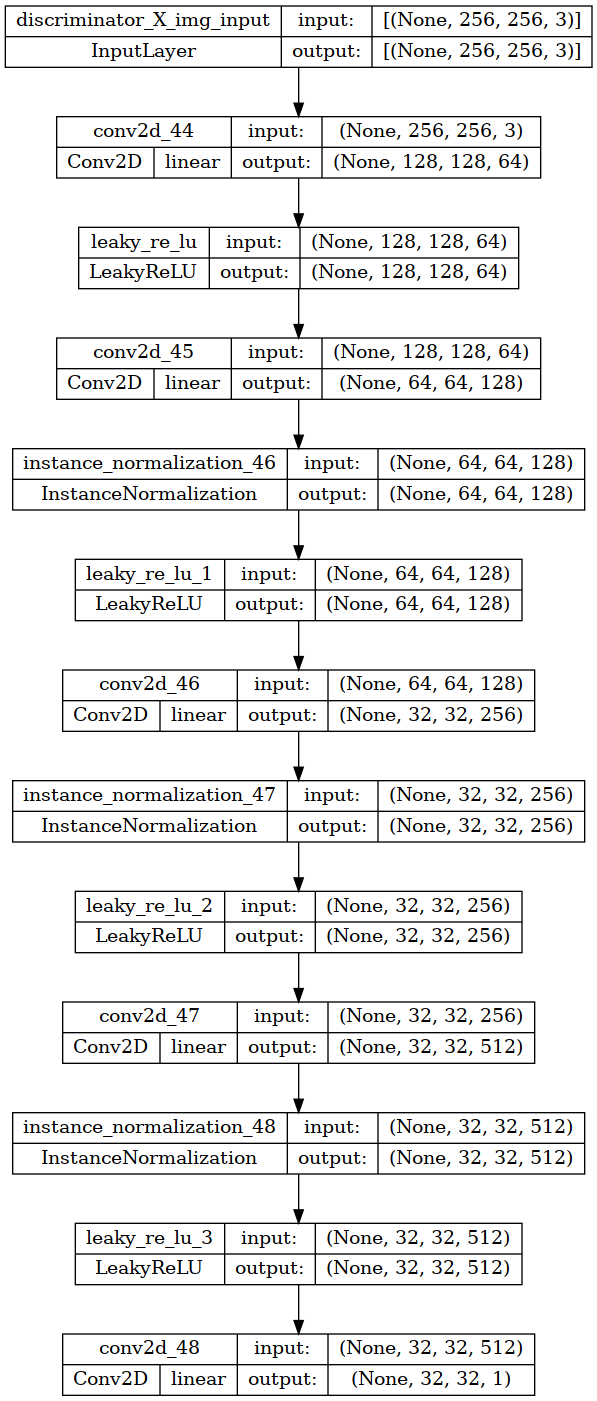 discriminator_X_img_input input: [(None, 256, 256, 3)]
InputLayer output: [(None, 256, 256, 3)]
conv2d_44 input: (None, 256, 256, 3)
Conv2D linear output: (None, 128, 128, 64)
leaky_re_lu input: (None, 128, 128, 64)
LeakyReLU output: (None, 128, 128, 64)
conv2d_45 input: (None, 128, 128, 64)
Conv2D linear output: (None, 64, 64, 128)
instance_normalization_46 input: (None, 64, 64, 128)
InstanceNormalization output: (None, 64, 64, 128)
leaky_re_lu_1 input: (None, 64, 64, 128)
LeakyReLU output: (None, 64, 64, 128)
conv2d_46 input: (None, 64, 64, 128)
Conv2D linear output: (None, 32, 32, 256)
instance_normalization_47 input: (None, 32, 32, 256)
InstanceNormalization output: (None, 32, 32, 256)
leaky_re_lu_2 input: (None, 32, 32, 256)
LeakyReLU output: (None, 32, 32, 256)
conv2d_47 input: (None, 32, 32, 256)
Conv2D linear output: (None, 32, 32, 512)
instance_normalization_48 input: (None, 32, 32, 512)
InstanceNormalization output: (None, 32, 32, 512)
leaky_re_lu_3 input: (None, 32, 32, 512)
LeakyReLU output: (None, 32, 32, 512)
conv2d_48 input: (None, 32, 32, 512)
Conv2D linear output: (None, 32, 32, 1)